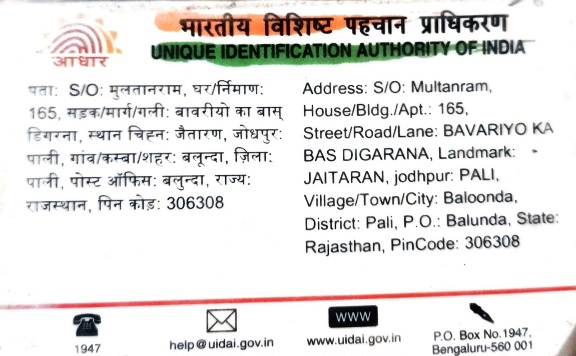 भारतीय विशिष्ट पहचान प्राधिकरण
UNIQUE IDENTIFICATION AUTHORITY OF INDIA
आधार
पता: S/O: मुलतानराम, घर/र्निमाण:
165, सड़क/मार्ग/गली: बावरीयो का बास्
डिगरना, स्थान चिह्न: जैतारण, जोधपुर:
पाली, गांव/कस्बा/शहर: बलून्दा, ज़िला:
पाली, पोस्ट ऑफिस: बलुन्दा, राज्य:
राजस्थान, पिन कोड़: 306308
Address: S/O: Multanram,
House/Bldg./Apt.: 165,
Street/Road/Lane: BAVARIYO KA
BAS DIGARANA, Landmark:
JAITARAN, jodhpur: PALI,
Village/Town/City: Baloonda,
District: Pali, P.O.: Balunda, State:
Rajasthan, PinCode: 306308
1947
help@uidai.gov.in
WWW
www.uidai.gov.in
P.O. Box No.1947,
Bengaluru-560 001